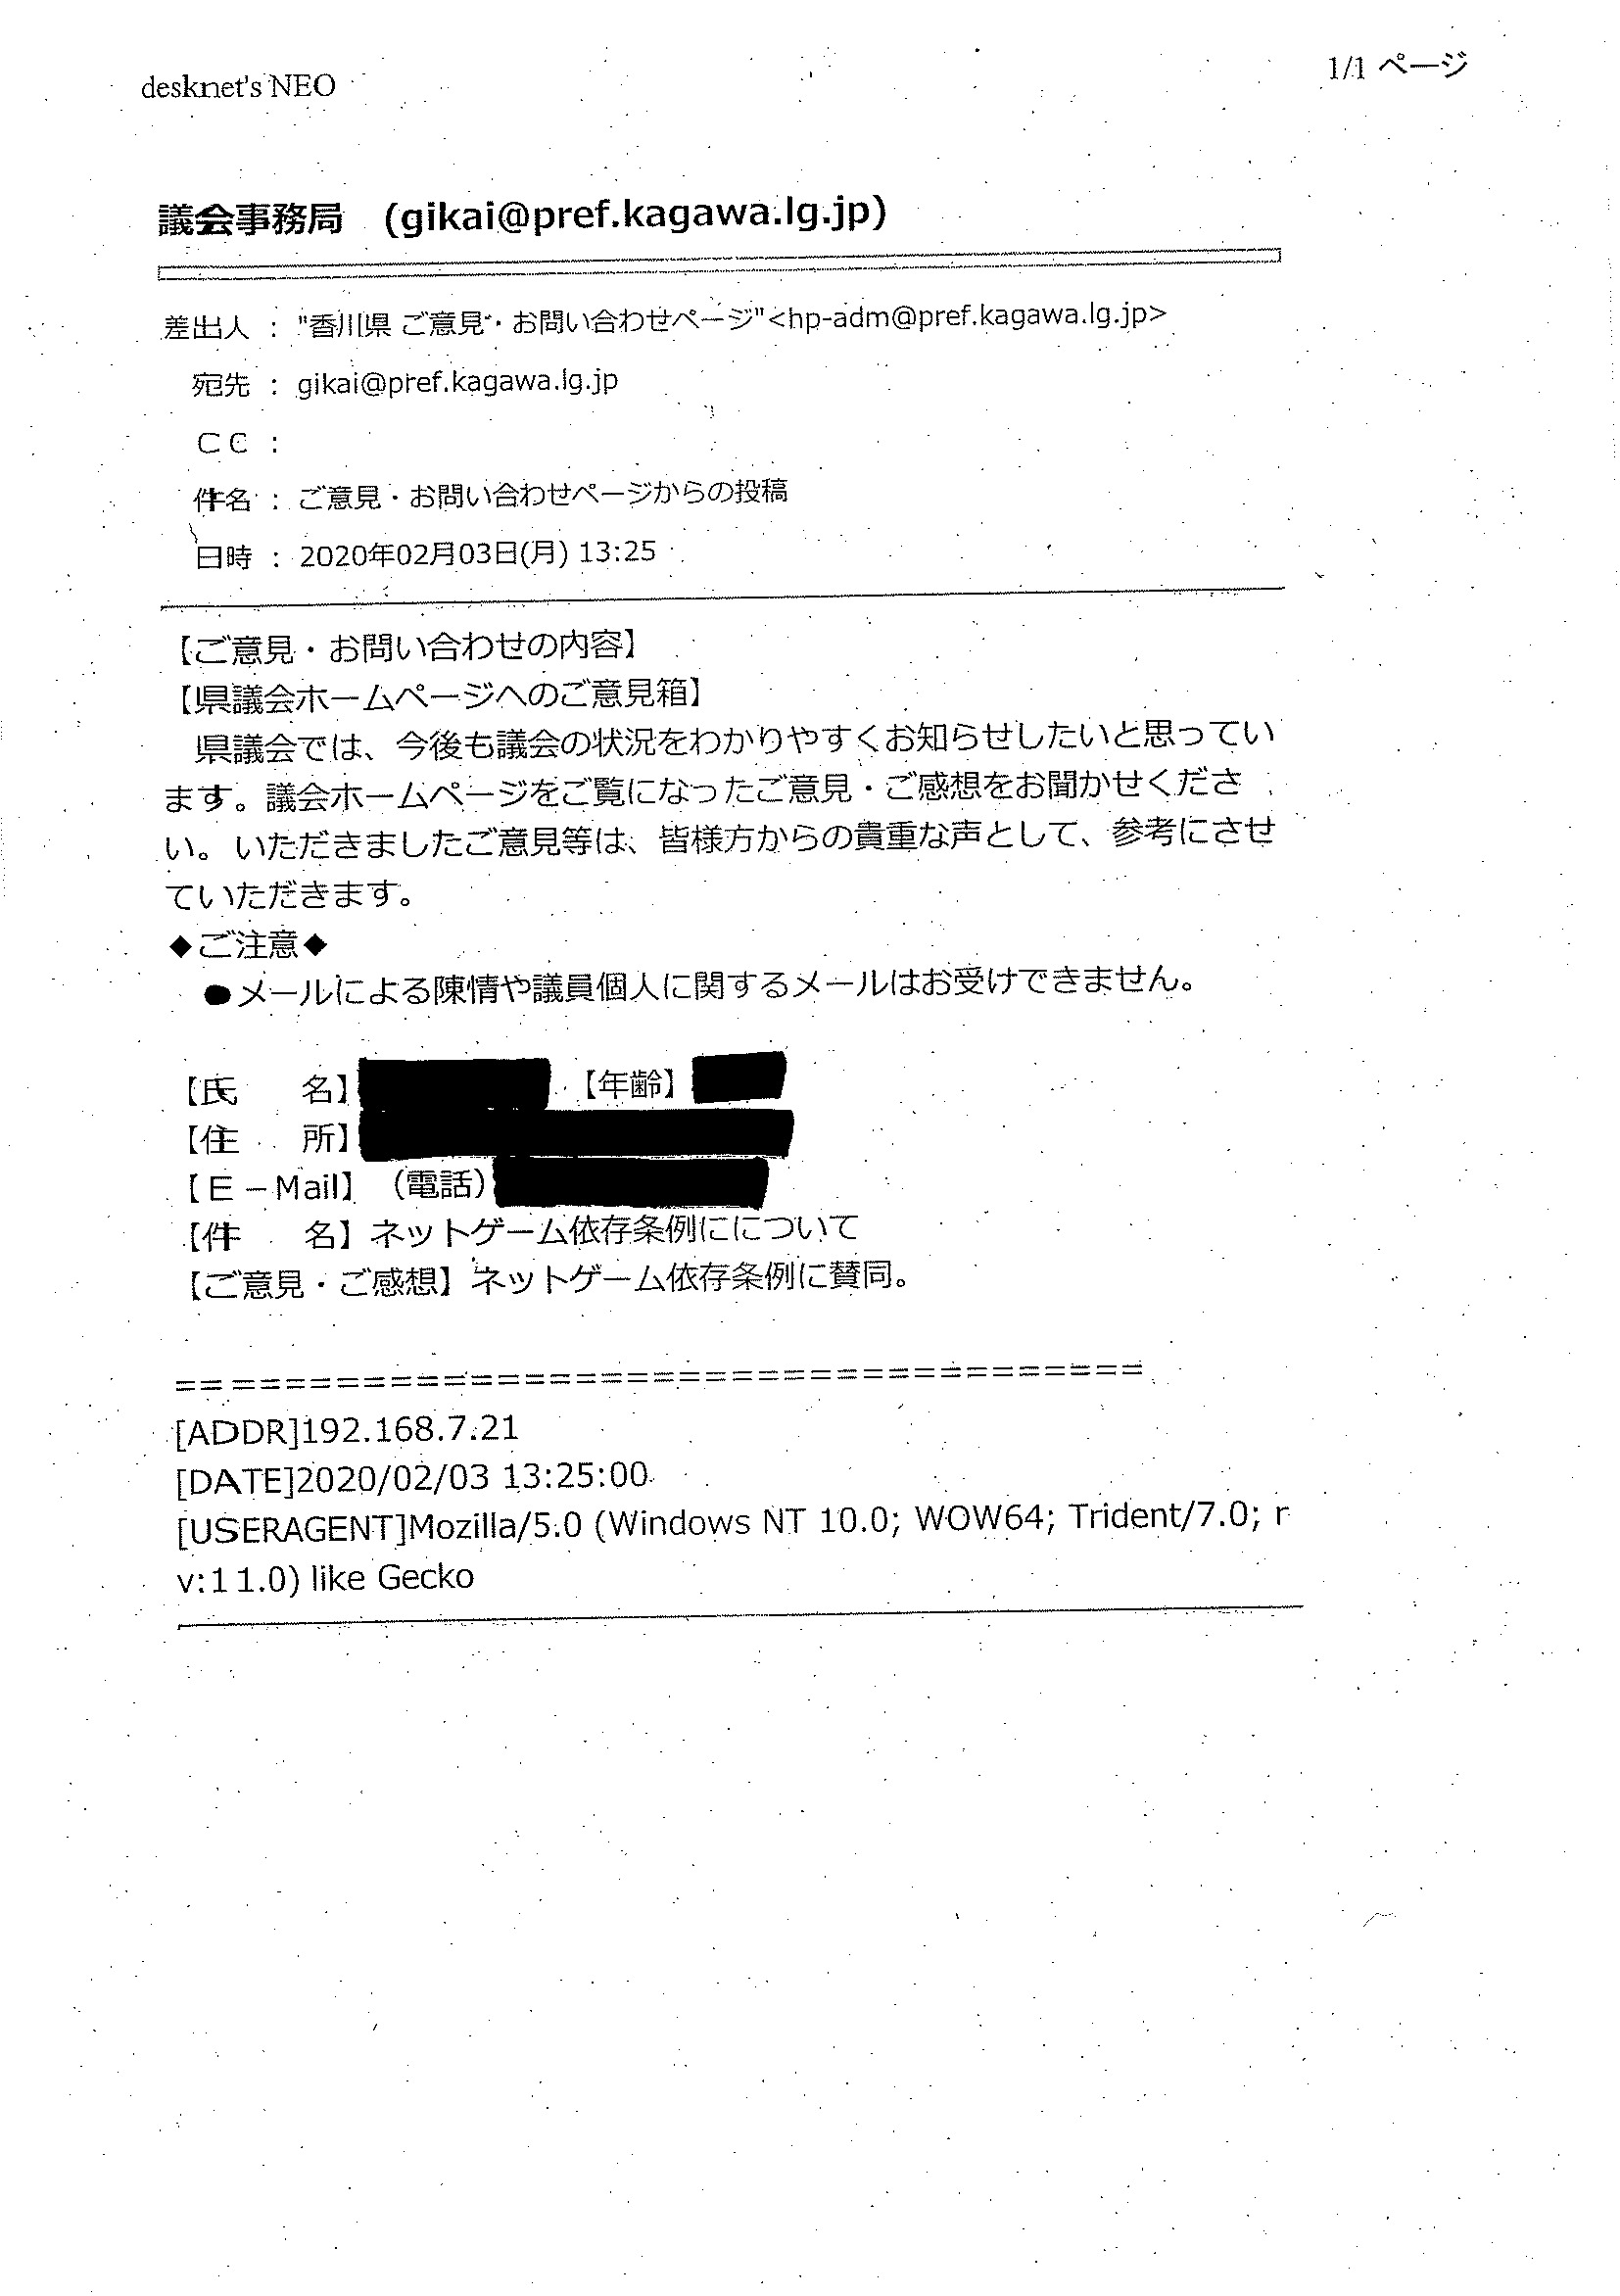 desknet's NEO
1/1 ページ
議会事務局　(gikai@pref.kagawa.lg.jp)
差出人 : "香川県 ご意見・お問い合わせページ"<hp-adm@pref.kagawa.lg.jp>
宛先 : gikai@pref.kagawa.lg.jp
CC :
件名 : ご意見・お問い合わせページからの投稿
日時 : 2020年02月03日(月) 13:25
【ご意見・お問い合わせの内容】
【県議会ホームページへのご意見箱】
　県議会では、今後も議会の状況をわかりやすくお知らせしたいと思ってい
ます。議会ホームページをご覧になったご意見・ご感想をお聞かせくださ
い。いただきましたご意見等は、皆様方からの貴重な声として、参考にさせ
ていただきます。
◆ご注意◆
　●メールによる陳情や議員個人に関するメールはお受けできません。
【氏　　名】　【年齢】
【住　　所】
【E－Mail】（電話）
【件　　名】ネットゲーム依存条例にについて
【ご意見・ご感想】ネットゲーム依存条例に賛同。
=====================================
[ADDR]192.168.7.21
[DATE]2020/02/03 13:25:00
[USERAGENT]Mozilla/5.0 (Windows NT 10.0; WOW64; Trident/7.0; r
v:11.0) like Gecko